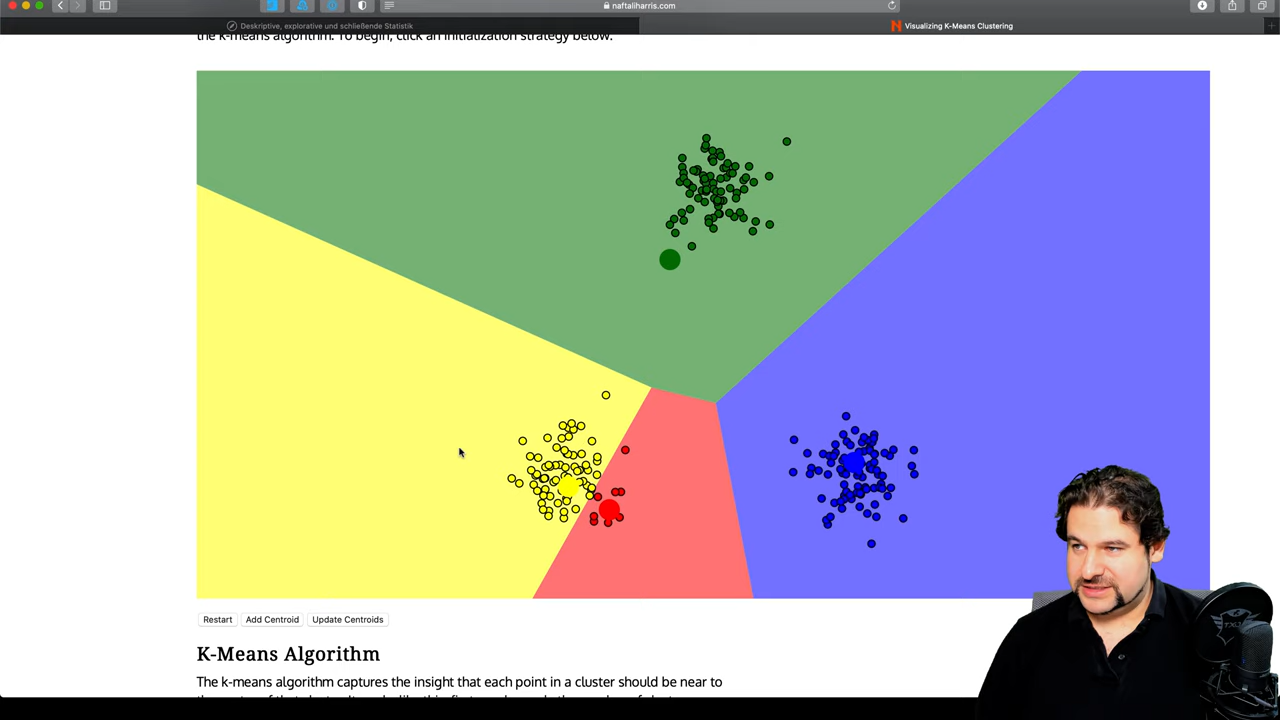 naftaliharris.com
Deskriptive, explorative und schließende Statistik
Visualizing K-Means Clustering
the k-means algorithm. To begin, click an initialization strategy below.
Restart
Add Centroid
Update Centroids
K-Means Algorithm
The k-means algorithm captures the insight that each point in a cluster should be near to